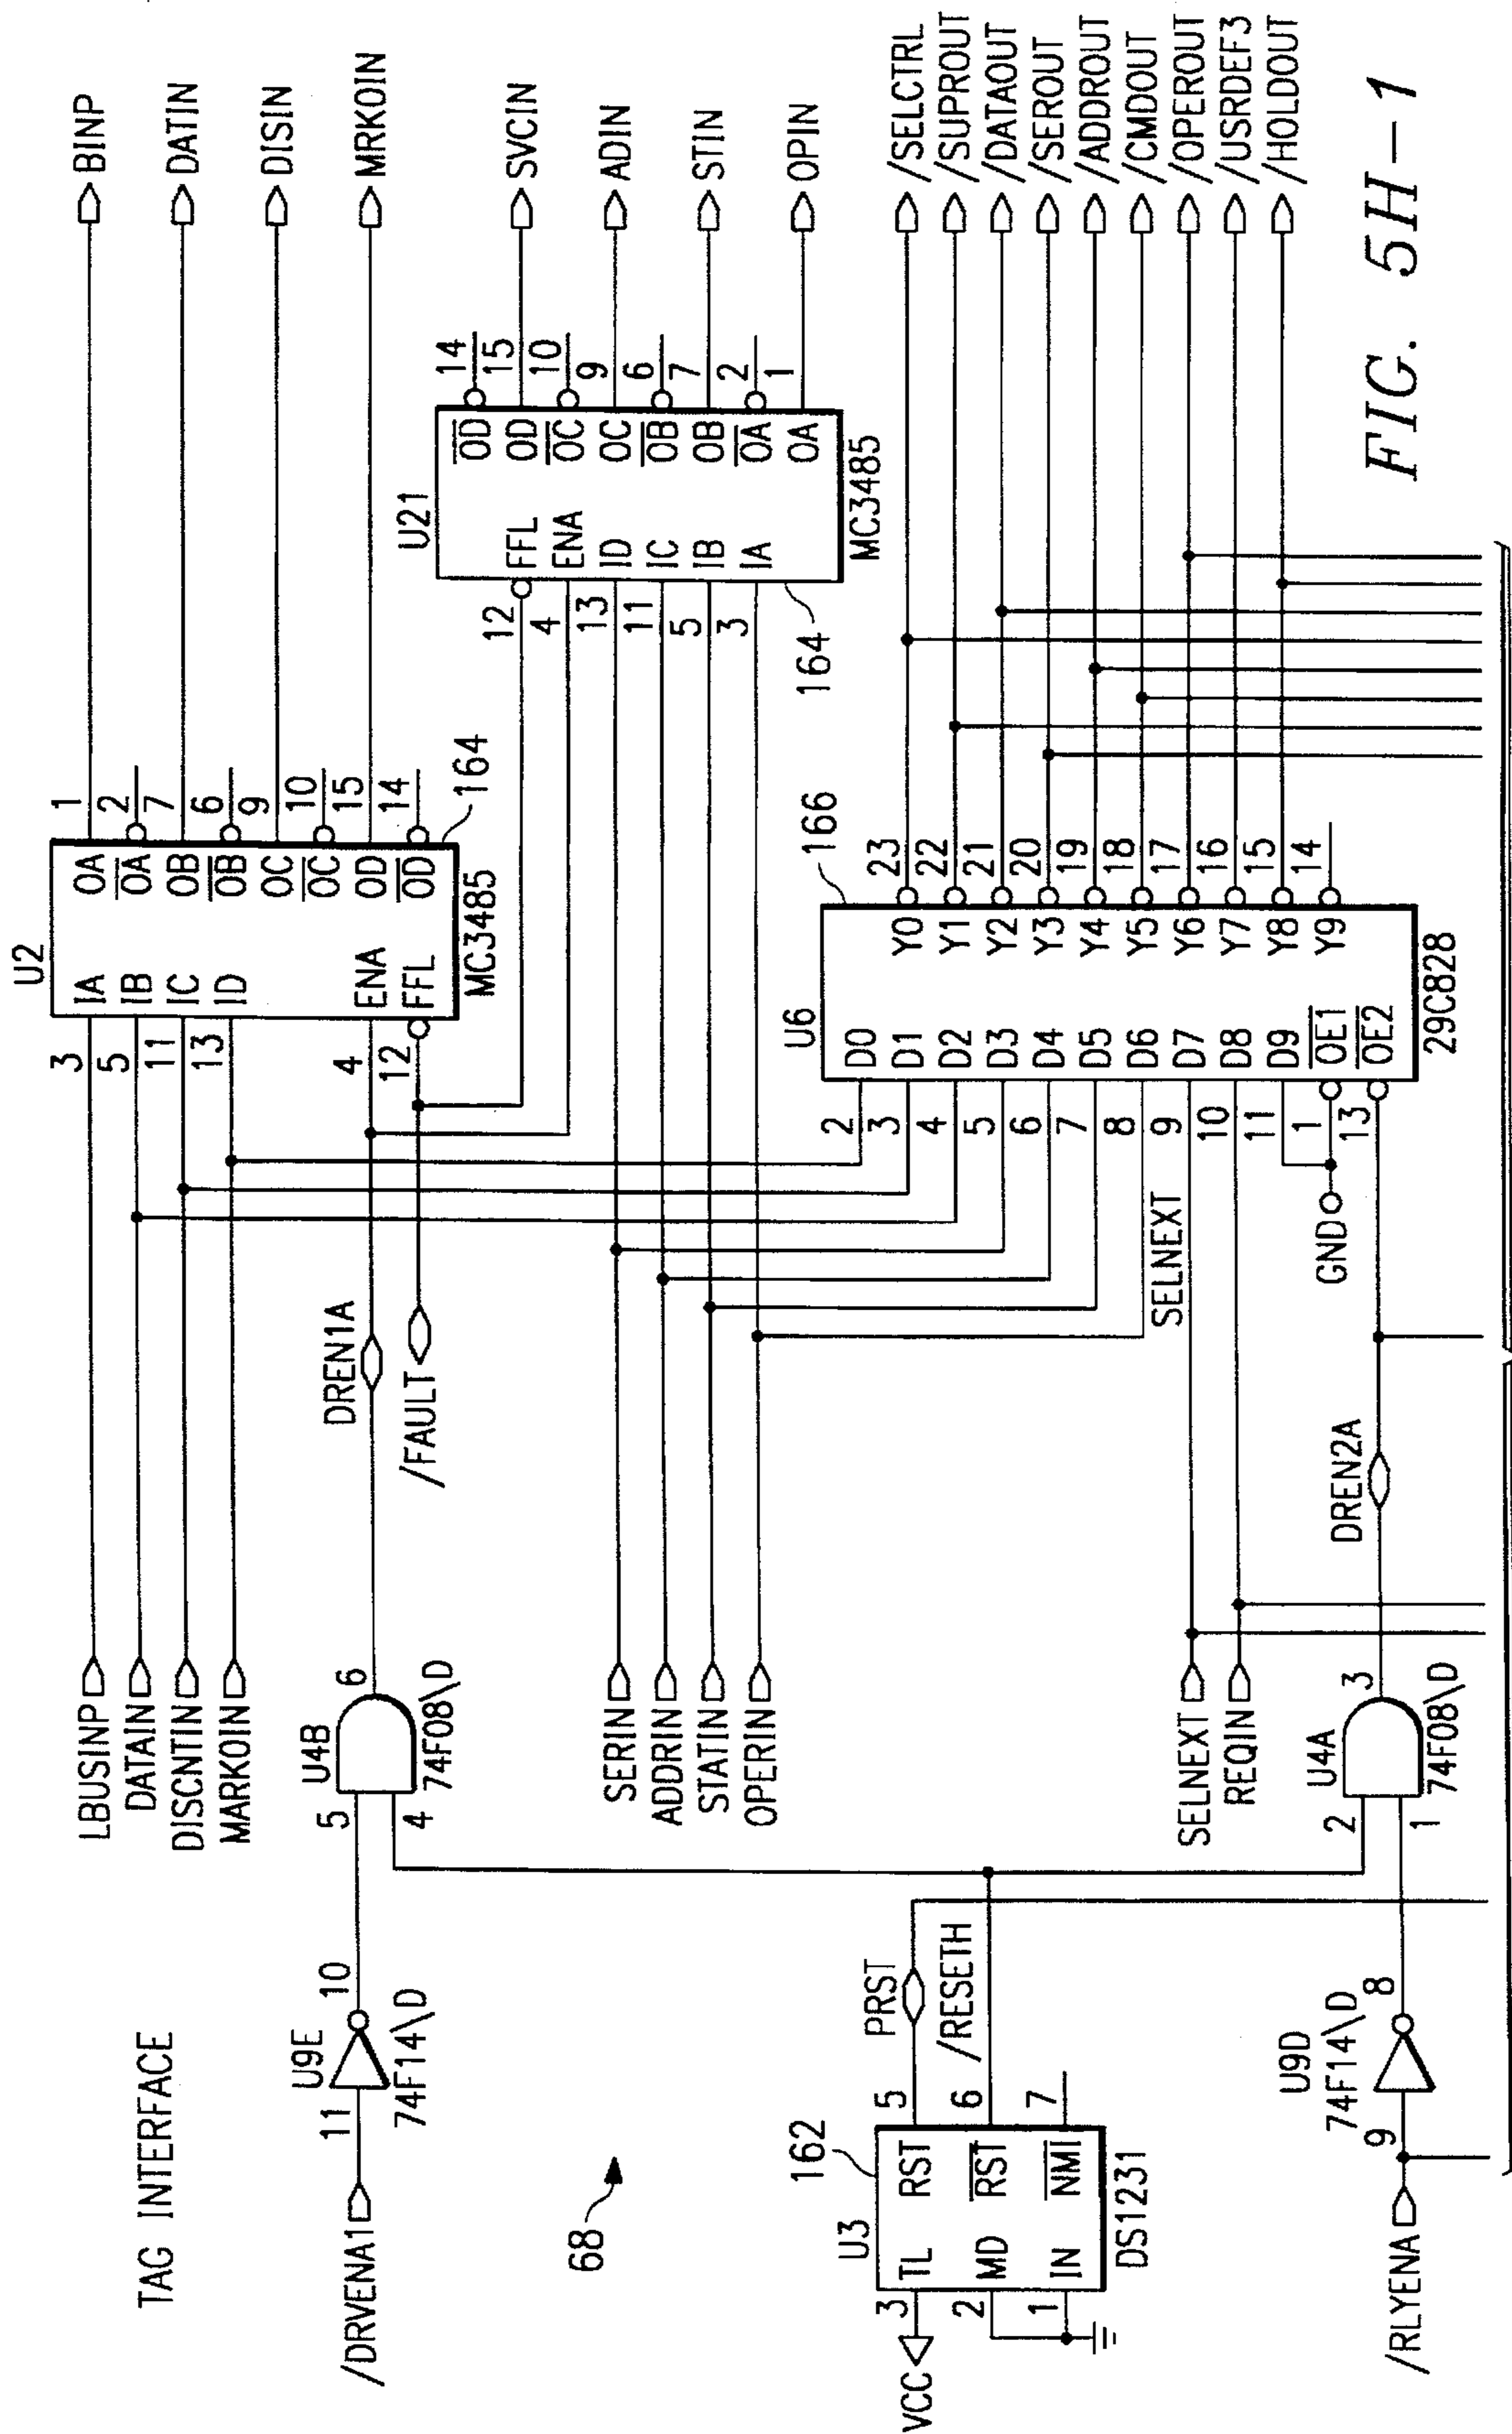 TAG INTERFACE
68
/DRVENA1
11
U9E
10
74F14\D
5
4
U4B
6
74F08\D
DREN1A
/FAULT
LBUSINP
DATAIN
DISCNTIN
MARKOIN
3
5
11
13
4
12
U2
IA
IB
IC
ID
ENA
FFL
OA
OA
OB
OB
OC
OC
OD
OD
MC3485
164
1
2
7
6
9
10
15
14
BINP
DATIN
DISIN
MRKOIN
SERIN
ADDRIN
STATIN
OPERIN
12
4
13
11
5
3
164
U21
FFL
ENA
ID
IC
IB
IA
OD
OD
OC
OC
OB
OB
OA
OA
MC3485
14
15
10
9
6
7
2
1
SVCIN
ADIN
STIN
OPIN
VCC
3
2
1
U3
162
TL
MD
IN
RST
RST
NMI
DS1231
5
6
7
PRST
/RESETH
/RLYENA
9
U9D
74F14\D
8
2
1
U4A
3
74F08\D
DREN2A
SELNEXT
REQIN
SELNEXT
GND
2
3
4
5
6
7
8
9
10
11
1
13
U6
D0
D1
D2
D3
D4
D5
D6
D7
D8
D9
OE1
OE2
Y0
Y1
Y2
Y3
Y4
Y5
Y6
Y7
Y8
Y9
29C828
166
23
22
21
20
19
18
17
16
15
14
/SELCTRL
/SUPROUT
/DATAOUT
/SEROUT
/ADDROUT
/CMDOUT
/OPEROUT
/USRDEF3
/HOLDOUT
FIG. 5H-1